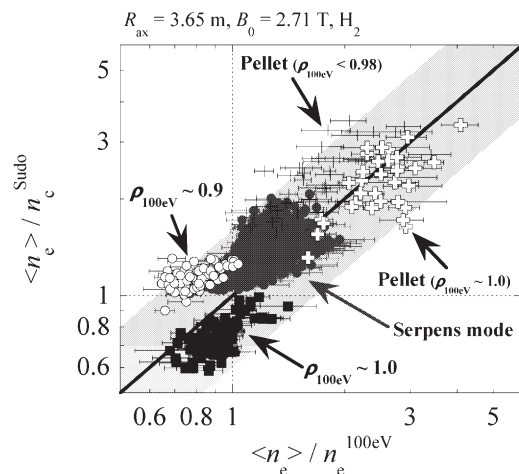 R_ax = 3.65 m, B_0 = 2.71 T, H_2
Pellet (ρ_100eV < 0.98)
5
3
1
0.8
0.6
<n_e> / n_c^Sudo
ρ_100eV ~ 0.9
Pellet (ρ_100eV ~ 1.0)
Serpens mode
ρ_100eV ~ 1.0
0.6 0.8 1 3 5
<n_e> / n_e^100eV